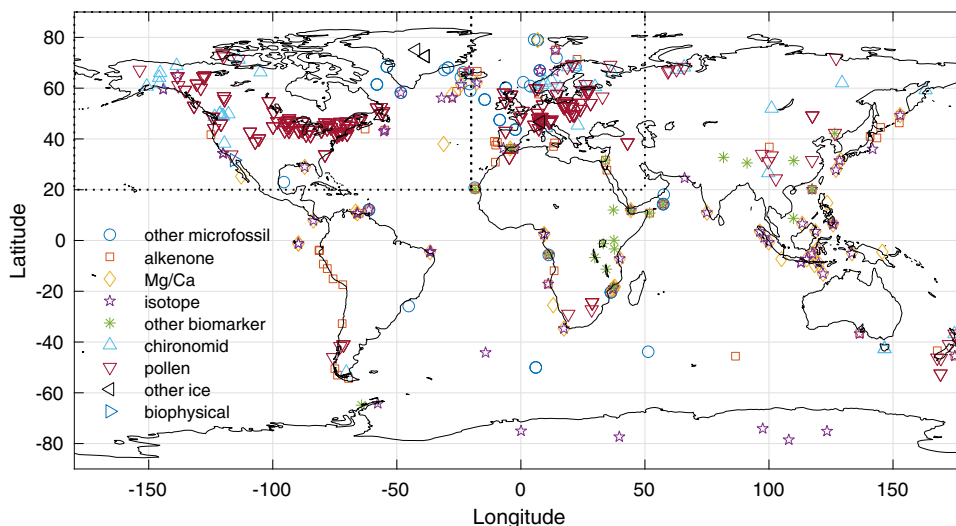 80
60
40
20
0
-20
-40
-60
-80
Latitude
other microfossil
alkenone
Mg/Ca
isotope
other biomarker
chironomid
pollen
other ice
biophysical
-150 -100 -50 0 50 100 150
Longitude